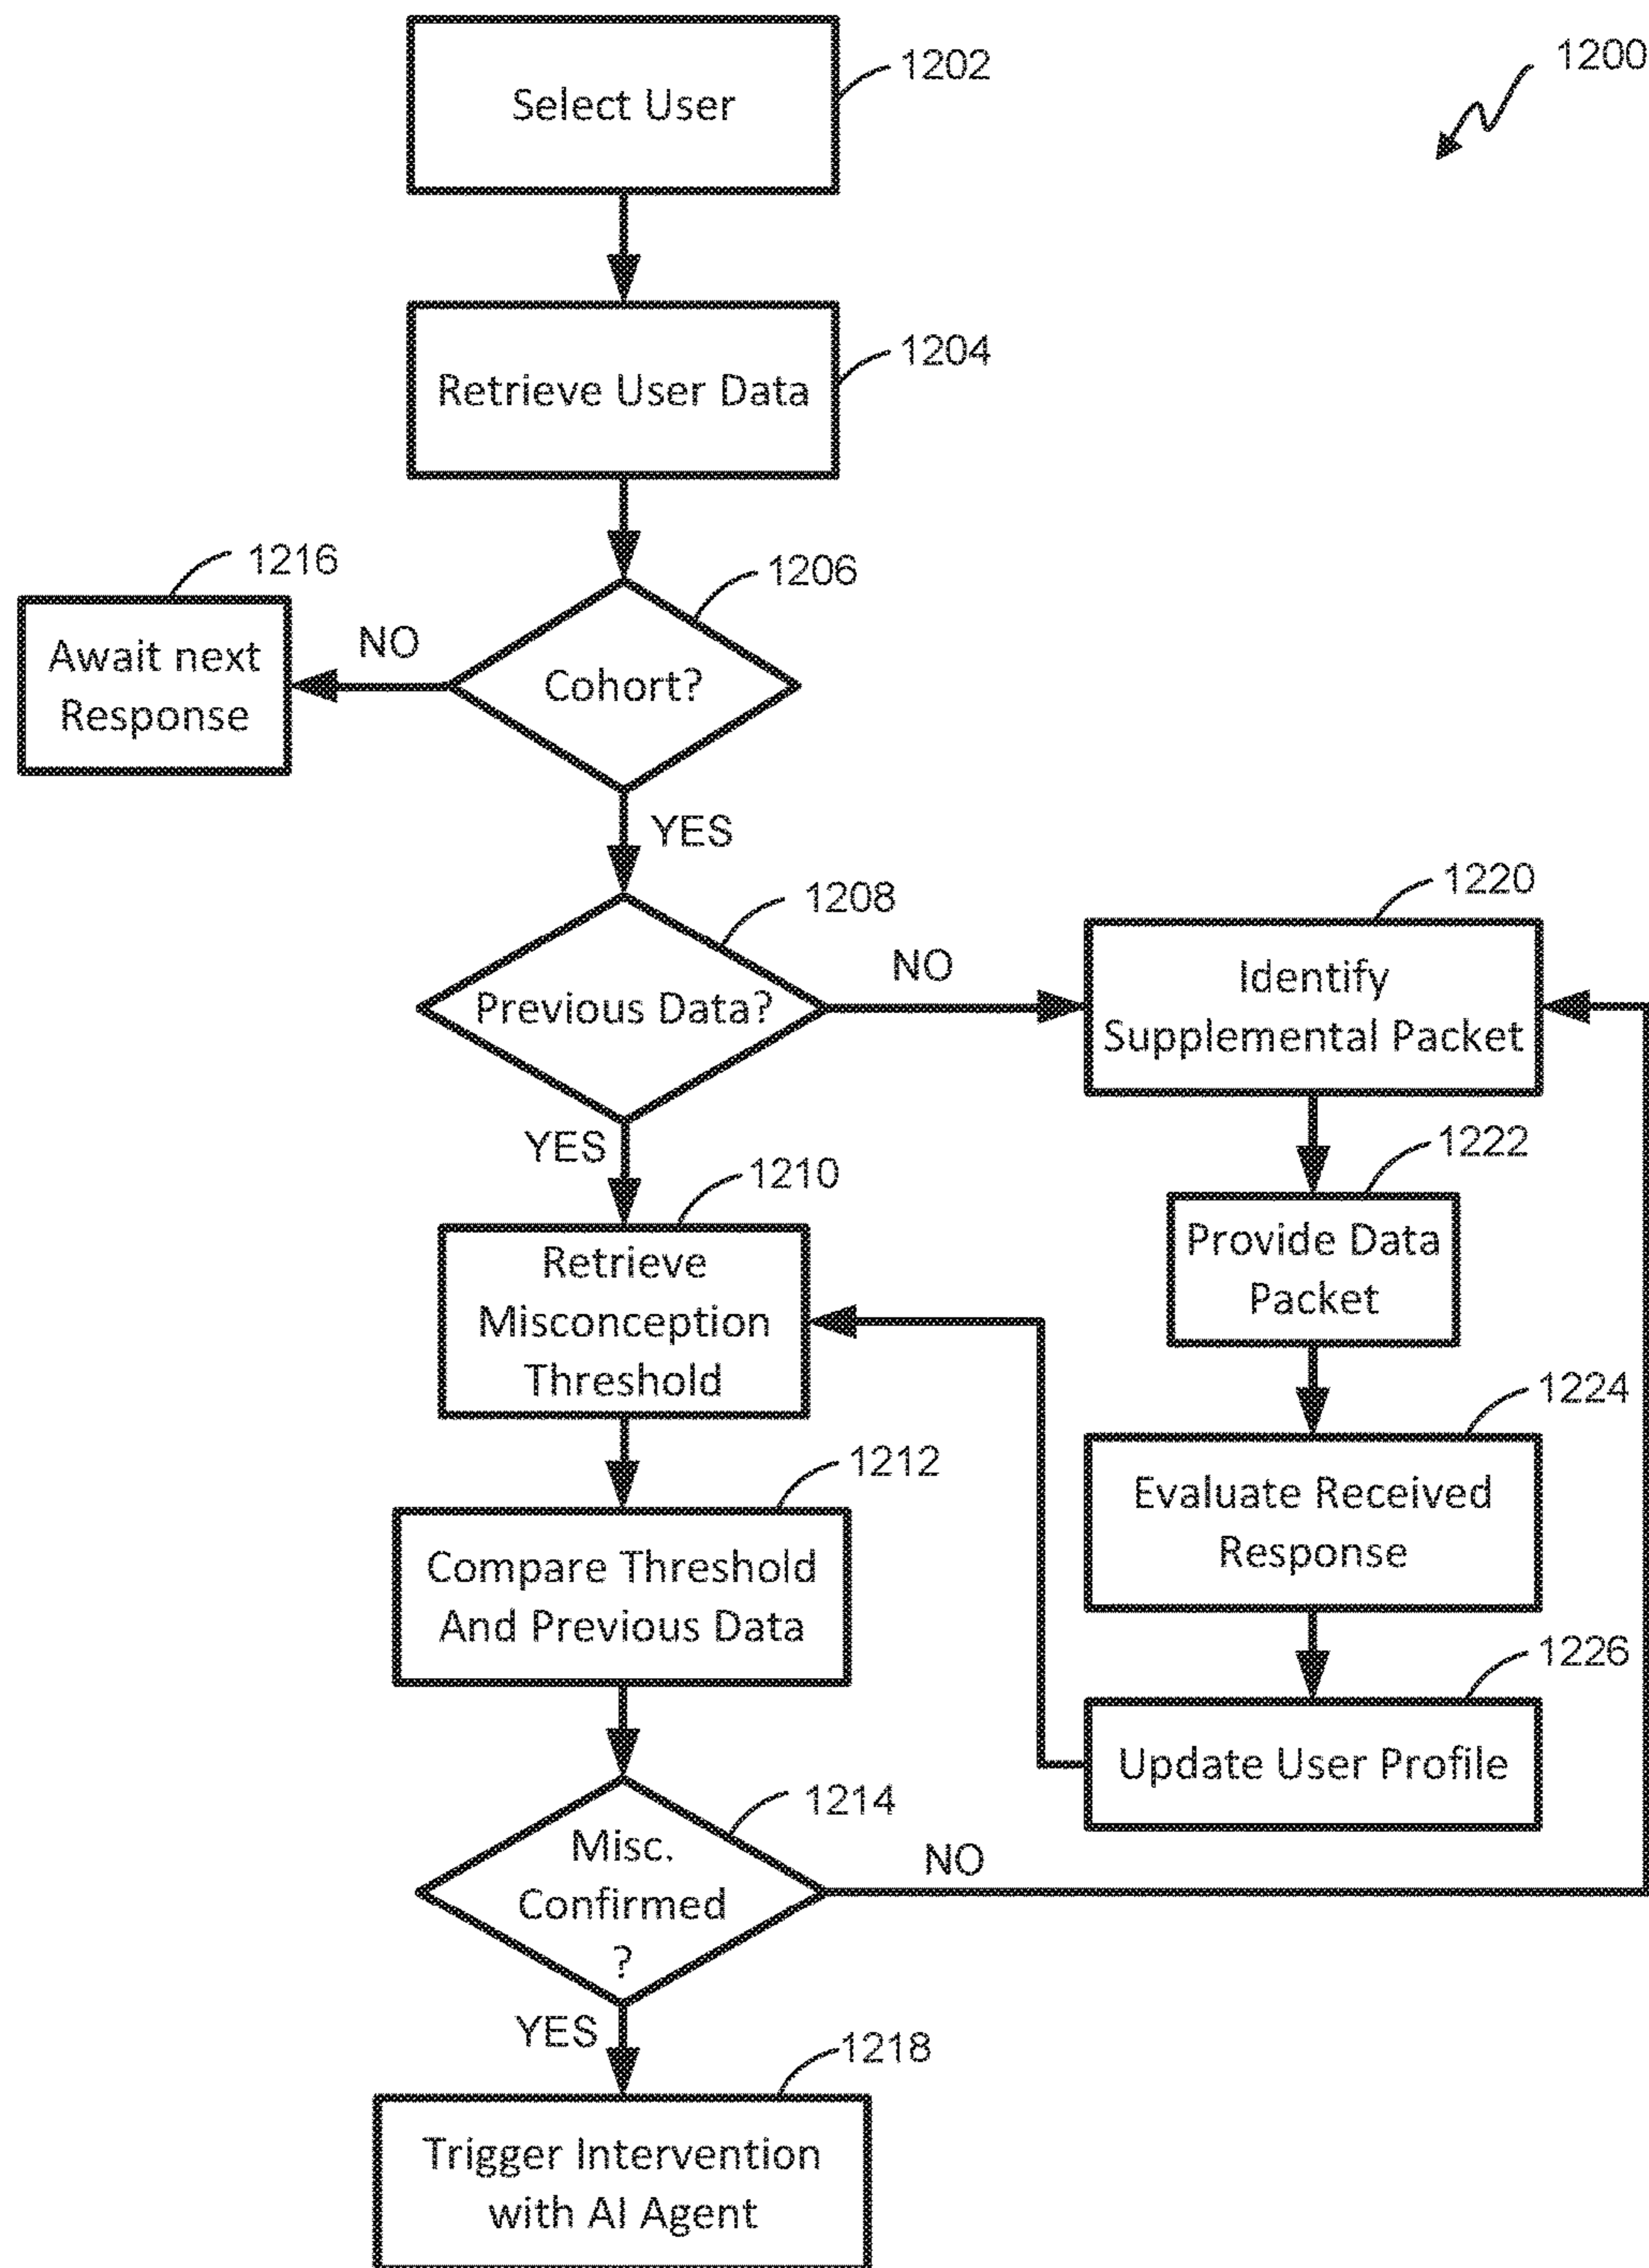 1200
1202
Select User
1204
Retrieve User Data
1216
1206
Await next
Response
NO
Cohort?
YES
1208
1220
Previous Data?
NO
Identify
Supplemental Packet
YES
1210
1222
Retrieve
Misconception
Threshold
Provide Data
Packet
1212
1224
Compare Threshold
And Previous Data
Evaluate Received
Response
1214
1226
Update User Profile
Misc.
Confirmed
?
NO
YES
1218
Trigger Intervention
with AI Agent